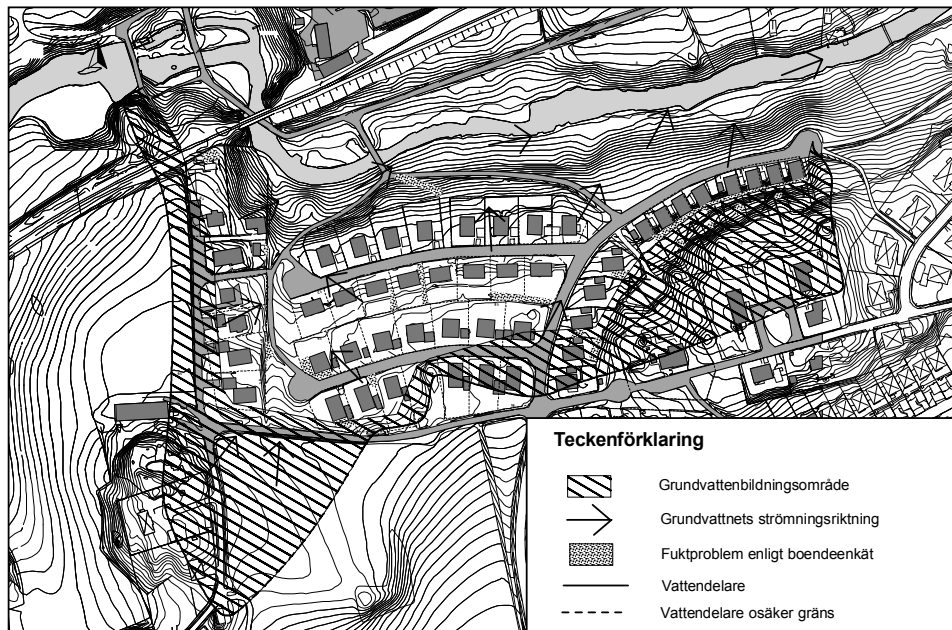 Teckenförklaring
Grundvattenbildningsområde
Grundvattnets strömningsriktning
Fuktproblem enligt boendeenkät
Vattendelare
Vattendelare osäker gräns